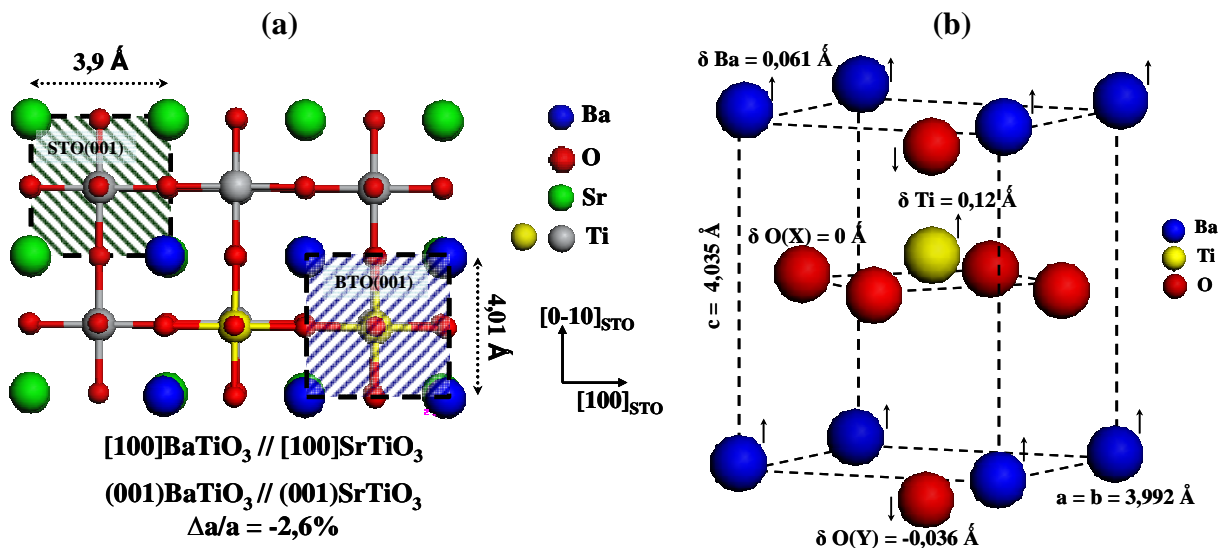 (a)
3,9 Å
STO(001)
BTO(001)
4,01 Å
Ba
O
Sr
Ti
[0-10]STO
[100]STO
[100]BaTiO3 // [100]SrTiO3
(001)BaTiO3 // (001)SrTiO3
Δa/a = -2,6%
(b)
δ Ba = 0,061 Å
δ Ti = 0,12 Å
δ O(X) = 0 Å
c = 4,035 Å
Ba
Ti
O
a = b = 3,992 Å
δ O(Y) = -0,036 Å